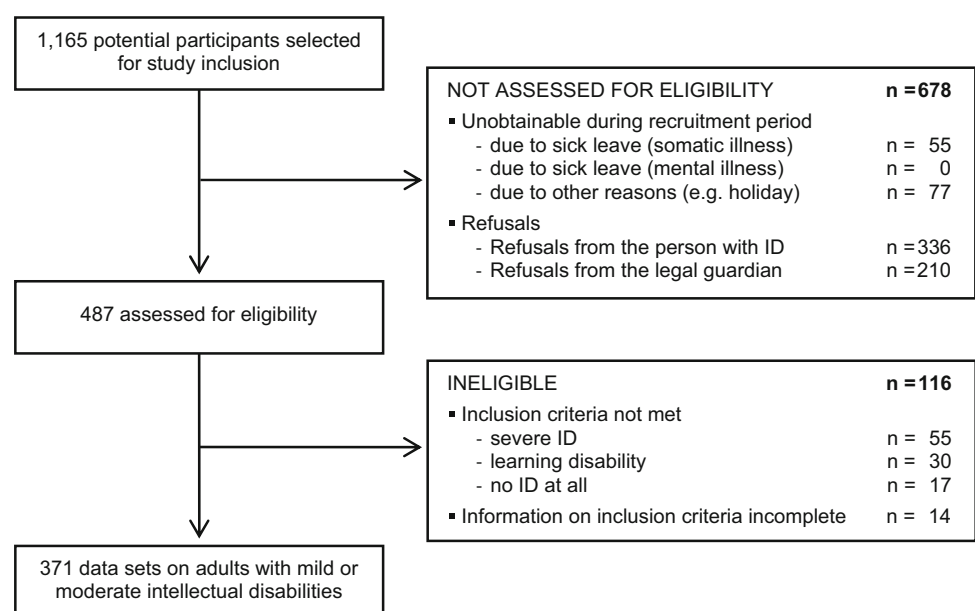 1,165 potential participants selected
for study inclusion
NOT ASSESSED FOR ELIGIBILITY n =678
▪ Unobtainable during recruitment period
- due to sick leave (somatic illness) n = 55
- due to sick leave (mental illness) n = 0
- due to other reasons (e.g. holiday) n = 77
▪ Refusals
- Refusals from the person with ID n =336
- Refusals from the legal guardian n =210
487 assessed for eligibility
INELIGIBLE n =116
▪ Inclusion criteria not met
- severe ID n = 55
- learning disability n = 30
- no ID at all n = 17
▪ Information on inclusion criteria incomplete n = 14
371 data sets on adults with mild or
moderate intellectual disabilities